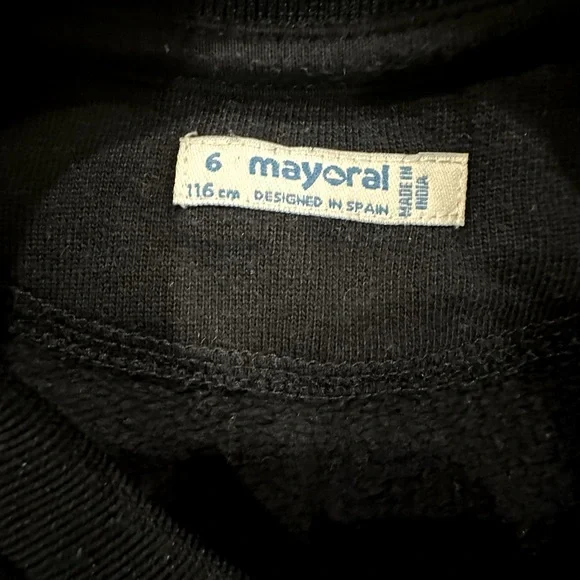 6 mayoral
116 cm DESIGNED IN SPAIN
MADE IN
INDIA